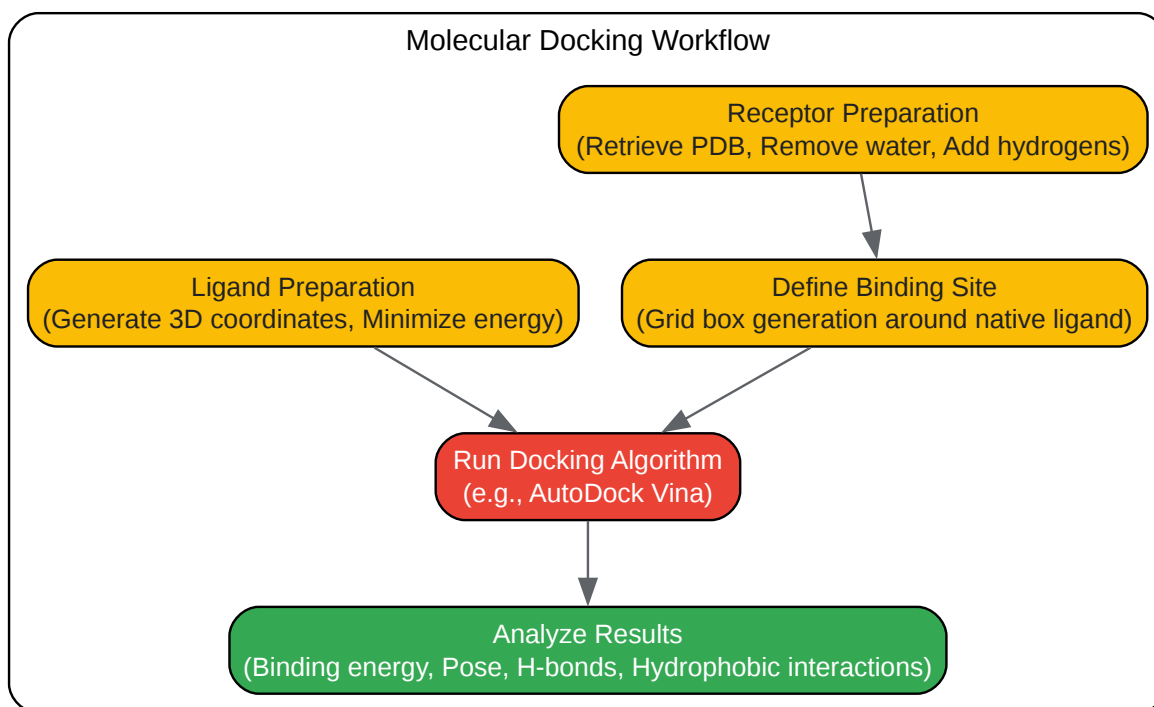 Molecular Docking Workflow
Receptor Preparation
(Retrieve PDB, Remove water, Add hydrogens)
Ligand Preparation
(Generate 3D coordinates, Minimize energy)
Define Binding Site
(Grid box generation around native ligand)
Run Docking Algorithm
(e.g., AutoDock Vina)
Analyze Results
(Binding energy, Pose, H-bonds, Hydrophobic interactions)